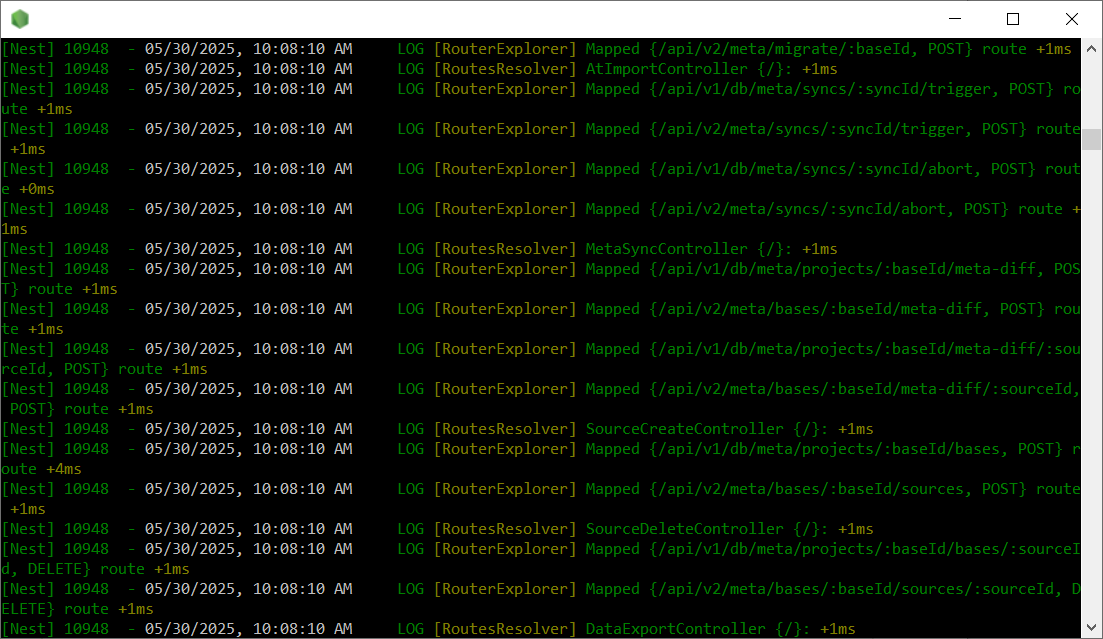 [Nest] 10948  - 05/30/2025, 10:08:10 AM     LOG [RouterExplorer] Mapped {/api/v2/meta/migrate/:baseId, POST} route +1ms
[Nest] 10948  - 05/30/2025, 10:08:10 AM     LOG [RoutesResolver] AtImportController {/}: +1ms
[Nest] 10948  - 05/30/2025, 10:08:10 AM     LOG [RouterExplorer] Mapped {/api/v1/db/meta/syncs/:syncId/trigger, POST} ro
ute +1ms
[Nest] 10948  - 05/30/2025, 10:08:10 AM     LOG [RouterExplorer] Mapped {/api/v2/meta/syncs/:syncId/trigger, POST} route
 +1ms
[Nest] 10948  - 05/30/2025, 10:08:10 AM     LOG [RouterExplorer] Mapped {/api/v1/db/meta/syncs/:syncId/abort, POST} rout
e +0ms
[Nest] 10948  - 05/30/2025, 10:08:10 AM     LOG [RouterExplorer] Mapped {/api/v2/meta/syncs/:syncId/abort, POST} route +
1ms
[Nest] 10948  - 05/30/2025, 10:08:10 AM     LOG [RoutesResolver] MetaSyncController {/}: +1ms
[Nest] 10948  - 05/30/2025, 10:08:10 AM     LOG [RouterExplorer] Mapped {/api/v1/db/meta/projects/:baseId/meta-diff, POS
T} route +1ms
[Nest] 10948  - 05/30/2025, 10:08:10 AM     LOG [RouterExplorer] Mapped {/api/v2/meta/bases/:baseId/meta-diff, POST} rou
te +1ms
[Nest] 10948  - 05/30/2025, 10:08:10 AM     LOG [RouterExplorer] Mapped {/api/v1/db/meta/projects/:baseId/meta-diff/:sou
rceId, POST} route +1ms
[Nest] 10948  - 05/30/2025, 10:08:10 AM     LOG [RouterExplorer] Mapped {/api/v2/meta/bases/:baseId/meta-diff/:sourceId,
 POST} route +1ms
[Nest] 10948  - 05/30/2025, 10:08:10 AM     LOG [RoutesResolver] SourceCreateController {/}: +1ms
[Nest] 10948  - 05/30/2025, 10:08:10 AM     LOG [RouterExplorer] Mapped {/api/v1/db/meta/projects/:baseId/bases, POST} r
oute +4ms
[Nest] 10948  - 05/30/2025, 10:08:10 AM     LOG [RouterExplorer] Mapped {/api/v2/meta/bases/:baseId/sources, POST} route
 +1ms
[Nest] 10948  - 05/30/2025, 10:08:10 AM     LOG [RoutesResolver] SourceDeleteController {/}: +1ms
[Nest] 10948  - 05/30/2025, 10:08:10 AM     LOG [RouterExplorer] Mapped {/api/v1/db/meta/projects/:baseId/bases/:sourceI
d, DELETE} route +1ms
[Nest] 10948  - 05/30/2025, 10:08:10 AM     LOG [RouterExplorer] Mapped {/api/v2/meta/bases/:baseId/sources/:sourceId, D
ELETE} route +1ms
[Nest] 10948  - 05/30/2025, 10:08:10 AM     LOG [RoutesResolver] DataExportController {/}: +1ms